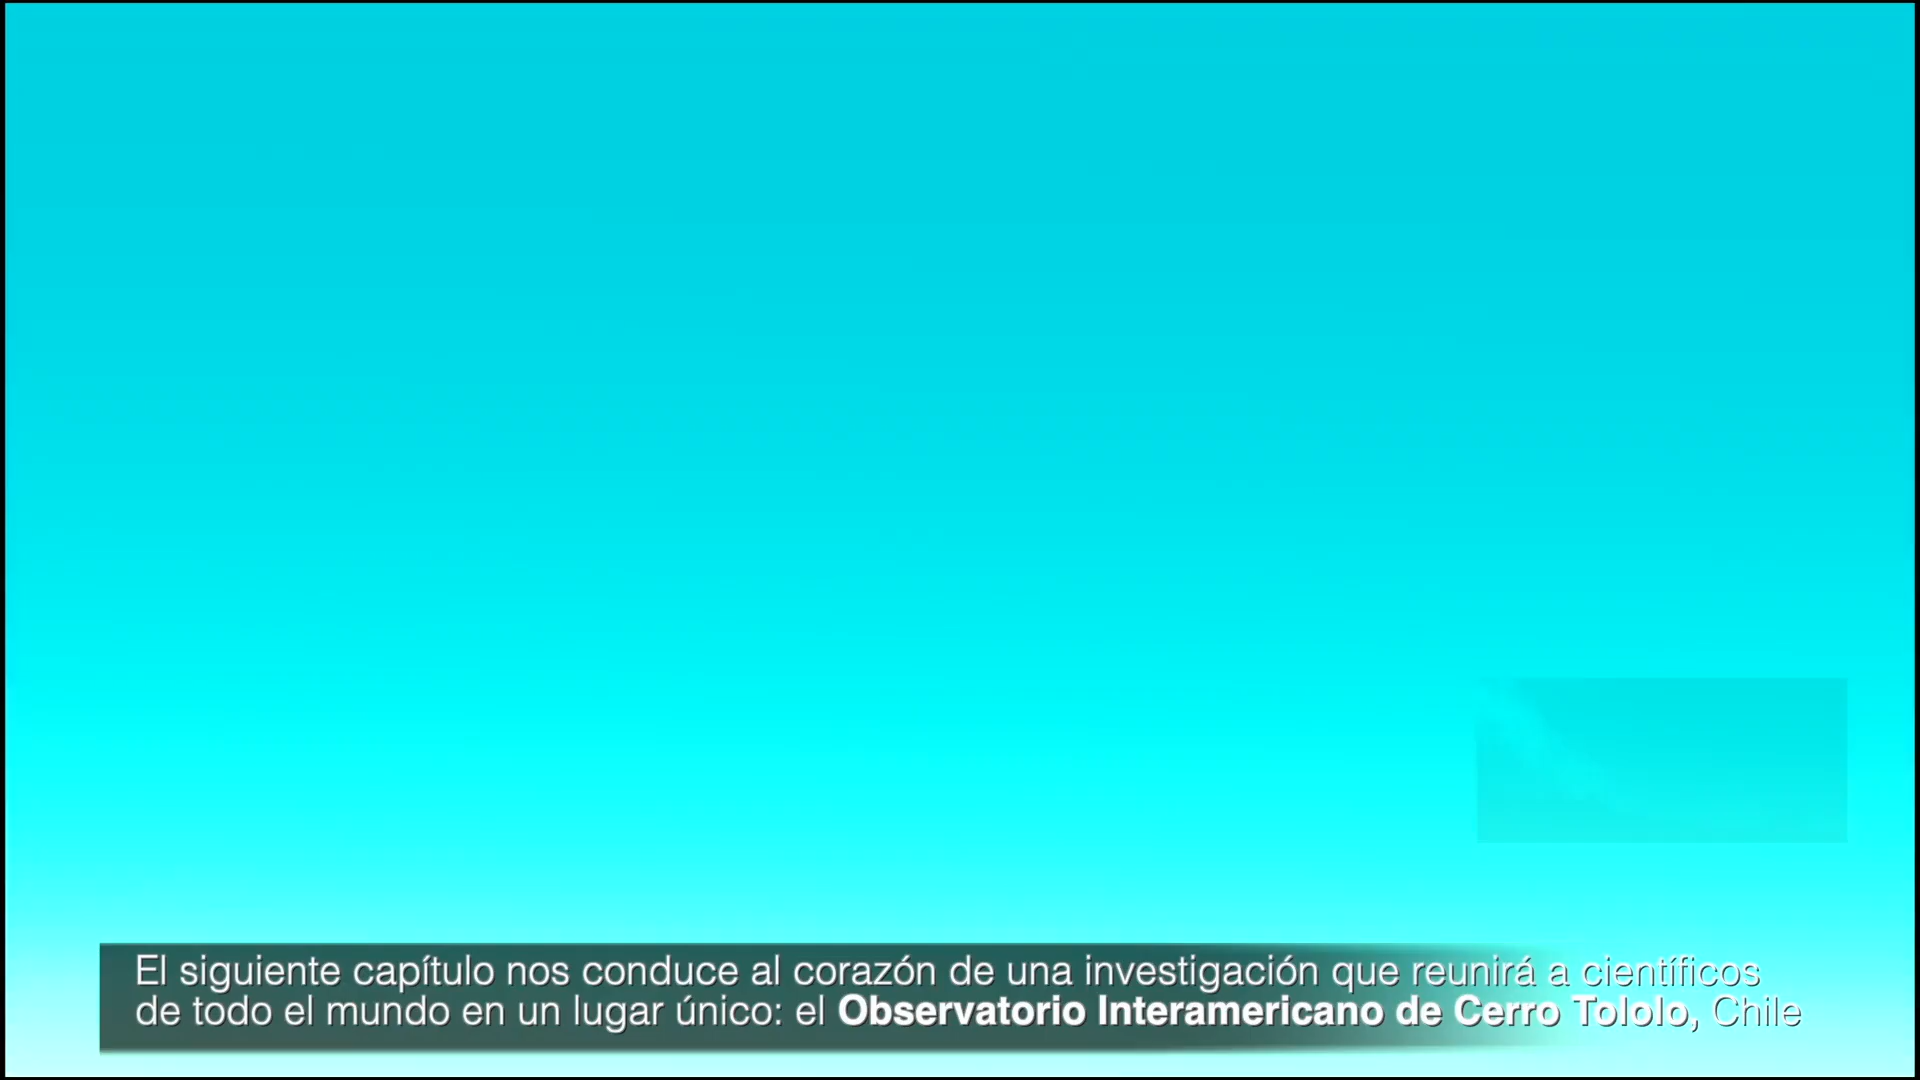 El siguiente capítulo nos conduce al corazón de una investigación que reunirá a científicos
de todo el mundo en un lugar único: el Observatorio Interamericano de Cerro Tololo, Chile